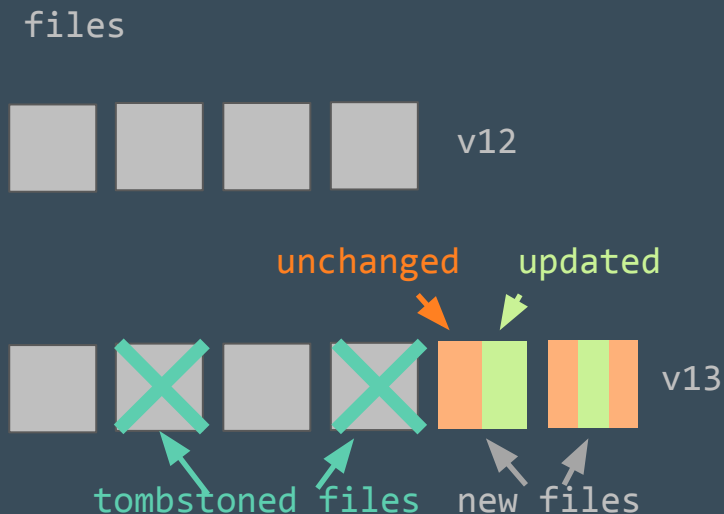 files
v12
unchanged updated
v13
tombstoned files new files